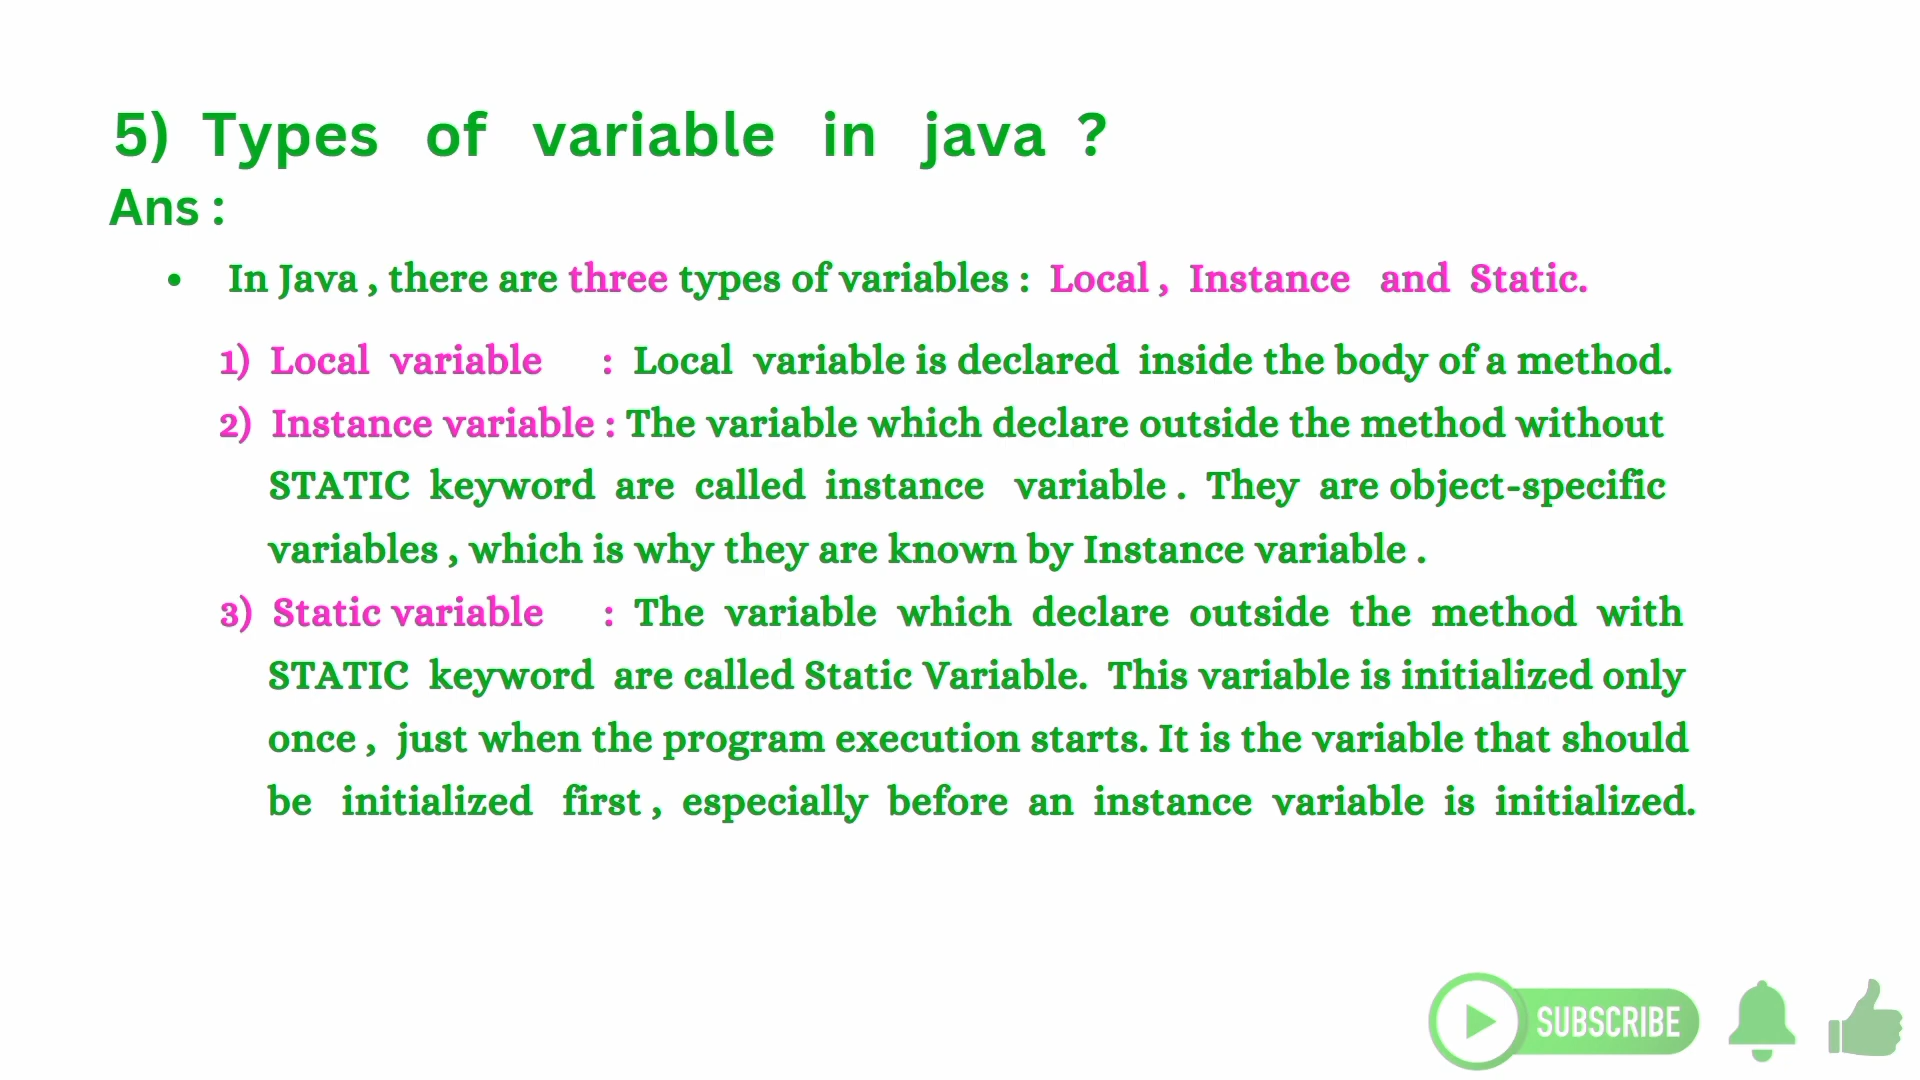 5) Types of variable in java ?
Ans :
• In Java , there are three types of variables : Local , Instance and Static.
1) Local variable : Local variable is declared inside the body of a method.
2) Instance variable : The variable which declare outside the method without
STATIC keyword are called instance variable . They are object-specific
variables , which is why they are known by Instance variable .
3) Static variable : The variable which declare outside the method with
STATIC keyword are called Static Variable. This variable is initialized only
once , just when the program execution starts. It is the variable that should
be initialized first , especially before an instance variable is initialized.
SUBSCRIBE